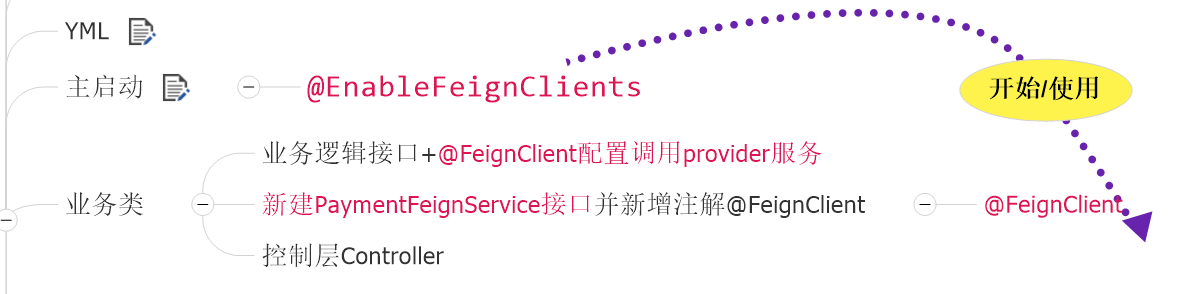 YML
主启动
@EnableFeignClients
开始/使用
业务逻辑接口+@FeignClient配置调用provider服务
业务类
新建PaymentFeignService接口并新增注解@FeignClient
@FeignClient
控制层Controller